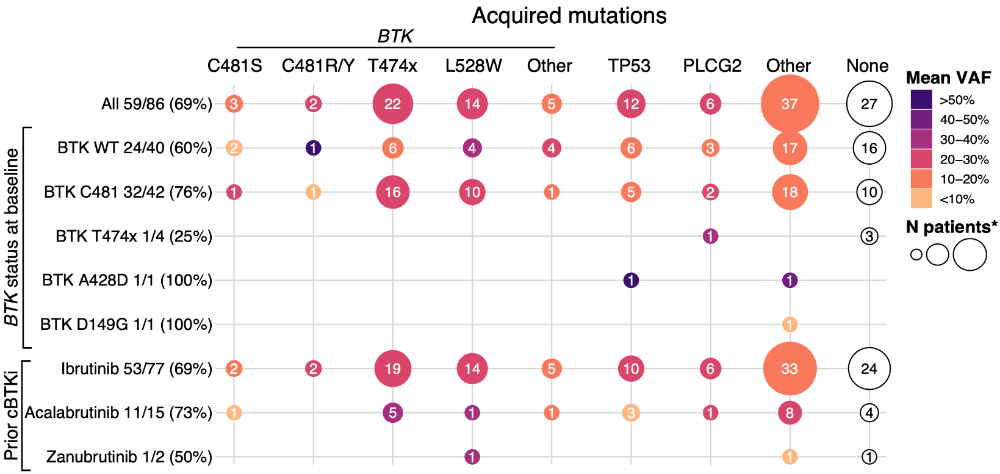 Acquired mutations
BTK
C481S C481R/Y T474x L528W Other TP53 PLCG2 Other None
All 59/86 (69%) 3 2 22 14 5 12 6 37 27
BTK WT 24/40 (60%) 2 1 6 4 4 6 3 17 16
BTK C481 32/42 (76%) 1 1 16 10 1 5 2 18 10
BTK T474x 1/4 (25%) 1 3
BTK A428D 1/1 (100%) 1 1
BTK D149G 1/1 (100%) 1
Ibrutinib 53/77 (69%) 2 2 19 14 5 10 6 33 24
Acalabrutinib 11/15 (73%) 1 5 1 1 3 1 8 4
Zanubrutinib 1/2 (50%) 1 1 1
BTK status at baseline
Prior cBTKi
Mean VAF
>50%
40–50%
30–40%
20–30%
10–20%
<10%
N patients*